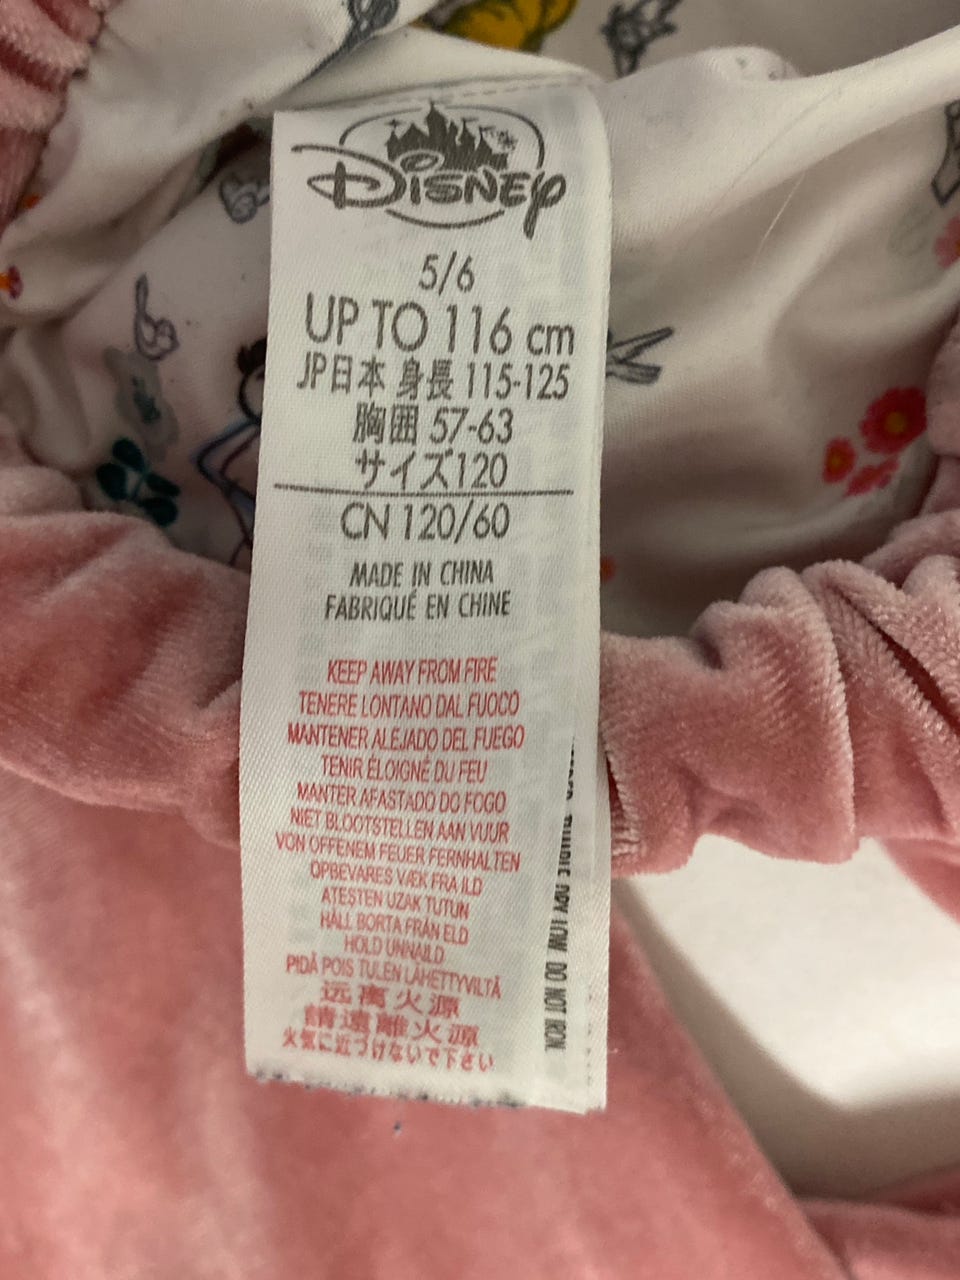 Disney
5/6
UP TO 116 cm
JP日本 身長 115-125
胸囲 57-63
サイズ120
CN 120/60
MADE IN CHINA
FABRIQUÉ EN CHINE
KEEP AWAY FROM FIRE
TENERE LONTANO DAL FUOCO
MANTENER ALEJADO DEL FUEGO
TENIR ÉLOIGNÉ DU FEU
MANTER AFASTADO DO FOGO
NIET BLOOTSTELLEN AAN VUUR
VON OFFENEM FEUER FERNHALTEN
OPBEVARES VÆK FRA ILD
ATEŞTEN UZAK TUTUN
HÅLL BORTA FRÅN ELD
HOLD UNNA ILD
PIDÄ POIS TULEN LÄHETTYVILTÄ
远离火源
請遠離火源
火気に近づけないで下さい
TUMBLE DRY LOW. DO NOT IRON.